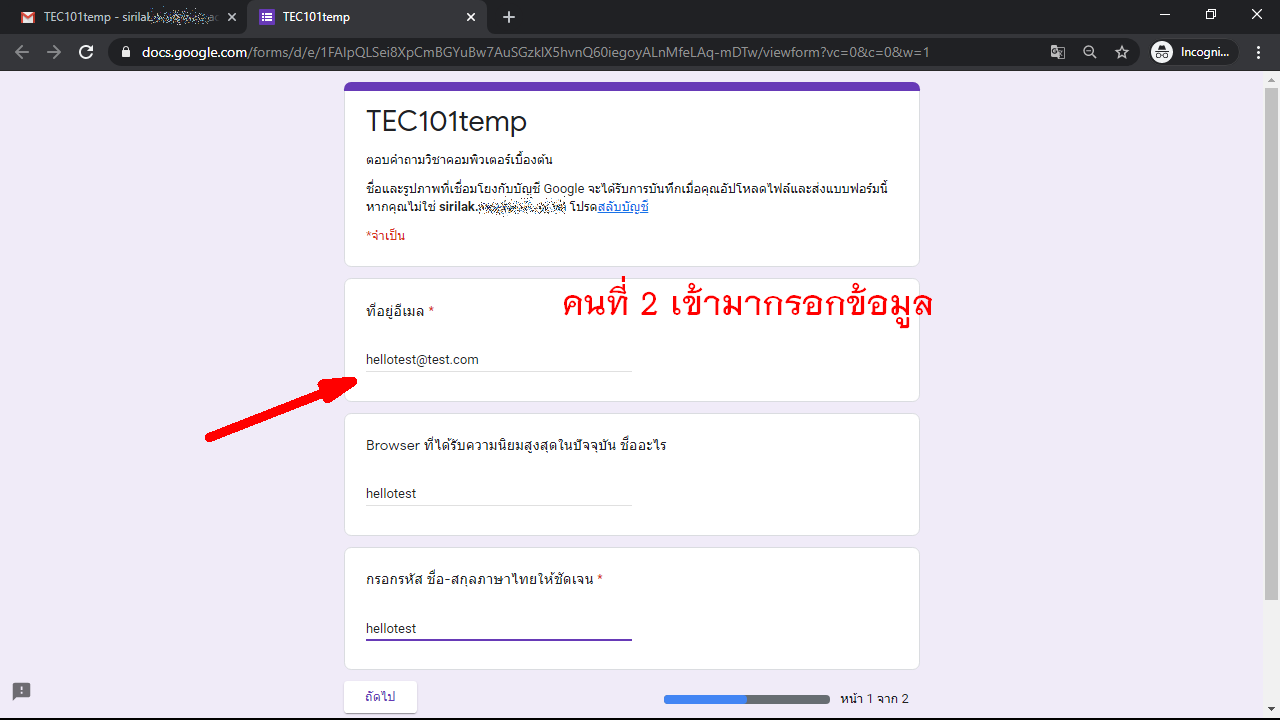 TEC101temp - siril
TEC101temp
docs.google.com/forms/d/e/1FAIpQLSei8XpCmBGYuBw7AuSGzkIX5hvnQ60iegoyALnMfeLAq-mDTw/viewform?vc=0&c=0&w=1
Incogni...
TEC101temp
ตอบคำถามวิชาคอมพิวเตอร์เบื้องต้น
ชื่อและรูปภาพที่เชื่อมโยงกับบัญชี Google จะได้รับการบันทึกเมื่อคุณอัปโหลดไฟล์และส่งแบบฟอร์มนี้
หากคุณไม่ใช่ sirilak. โปรดสลับบัญชี
*จำเป็น
คนที่ 2 เข้ามากรอกข้อมูล
ที่อยู่อีเมล *
hellotest@test.com
Browser ที่ได้รับความนิยมสูงสุดในปัจจุบัน ชื่ออะไร
hellotest
กรอกรหัส ชื่อ-สกุลภาษาไทยให้ชัดเจน *
hellotest
ถัดไป
หน้า 1 จาก 2